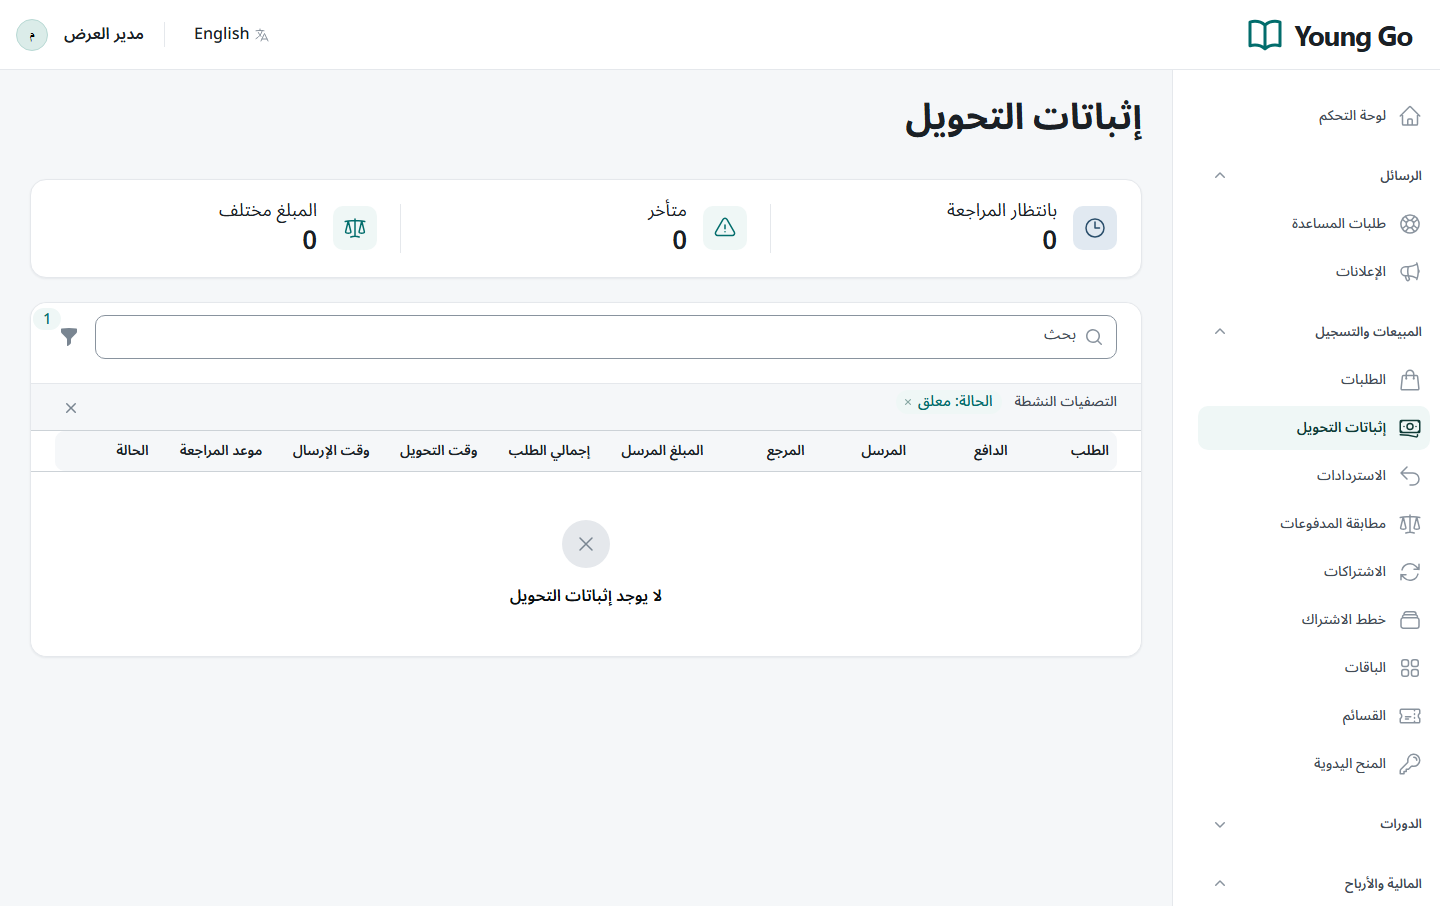 Young Go
English
مدير العرض
م
لوحة التحكم
الرسائل
طلبات المساعدة
الإعلانات
المبيعات والتسجيل
الطلبات
إثباتات التحويل
الاستردادات
مطابقة المدفوعات
الاشتراكات
خطط الاشتراك
الباقات
القسائم
المنح اليدوية
الدورات
المالية والأرباح
إثباتات التحويل
بانتظار المراجعة
0
متأخر
0
المبلغ مختلف
0
بحث
1
التصفيات النشطة
الحالة: معلق
الطلب الدافع المرسل المرجع المبلغ المرسل إجمالي الطلب وقت التحويل وقت الإرسال موعد المراجعة الحالة
لا يوجد إثباتات التحويل